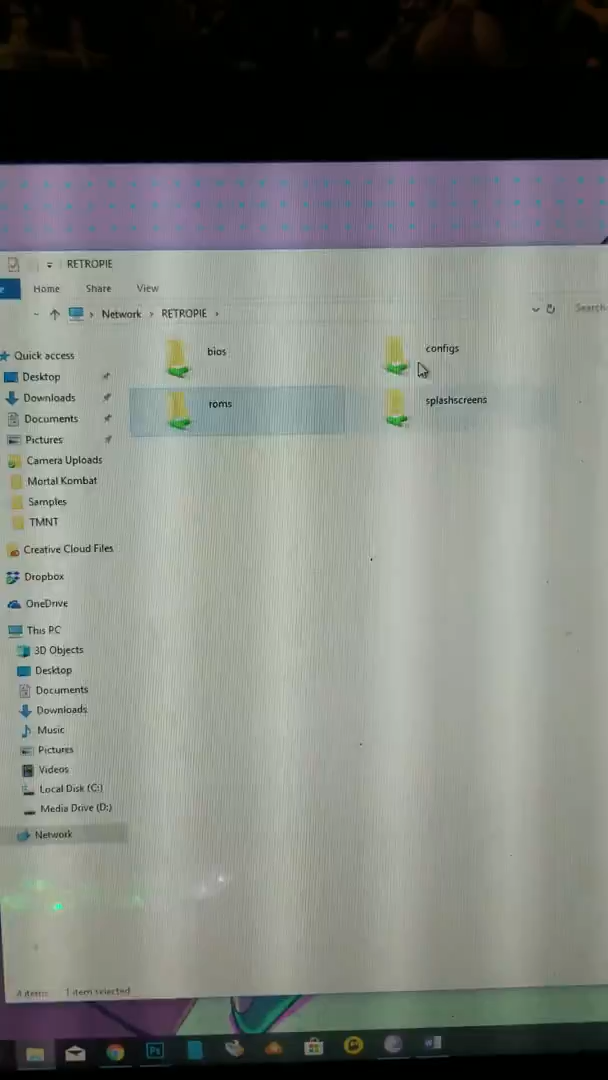 RETROPIE
Home Share View
Network RETROPIE
Search
bios
configs
roms
splashscreens
Quick access
Desktop
Downloads
Documents
Pictures
Camera Uploads
Mortal Kombat
Samples
TMNT
Creative Cloud Files
Dropbox
OneDrive
This PC
3D Objects
Desktop
Documents
Downloads
Music
Pictures
Videos
Local Disk (C:)
Media Drive (D:)
Network
4 items 1 item selected
Ps